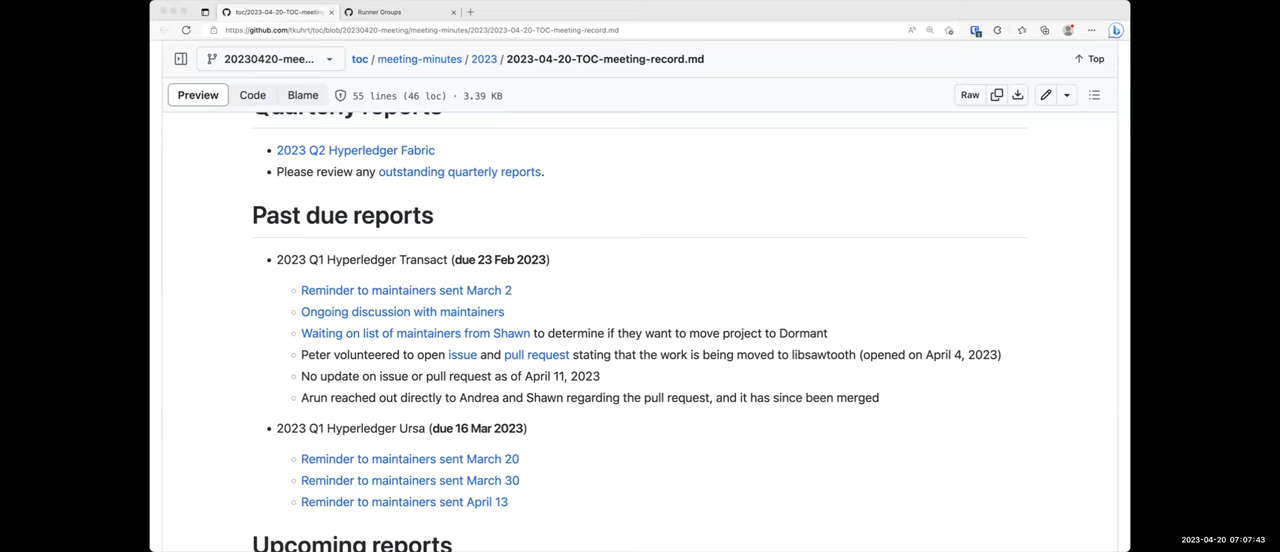 toc/2023-04-20-TOC-meeting-
Runner Groups
https://github.com/tkuhrt/toc/blob/20230420-meeting/meeting-minutes/2023/2023-04-20-TOC-meeting-record.md
20230420-mee...
toc / meeting-minutes / 2023 / 2023-04-20-TOC-meeting-record.md
Top
Preview
Code
Blame
55 lines (46 loc) · 3.39 KB
Raw
Quarterly reports
• 2023 Q2 Hyperledger Fabric
• Please review any outstanding quarterly reports.
Past due reports
• 2023 Q1 Hyperledger Transact (due 23 Feb 2023)
◦ Reminder to maintainers sent March 2
◦ Ongoing discussion with maintainers
◦ Waiting on list of maintainers from Shawn to determine if they want to move project to Dormant
◦ Peter volunteered to open issue and pull request stating that the work is being moved to libsawtooth (opened on April 4, 2023)
◦ No update on issue or pull request as of April 11, 2023
◦ Arun reached out directly to Andrea and Shawn regarding the pull request, and it has since been merged
• 2023 Q1 Hyperledger Ursa (due 16 Mar 2023)
◦ Reminder to maintainers sent March 20
◦ Reminder to maintainers sent March 30
◦ Reminder to maintainers sent April 13
Upcoming reports
2023-04-20 07:07:43